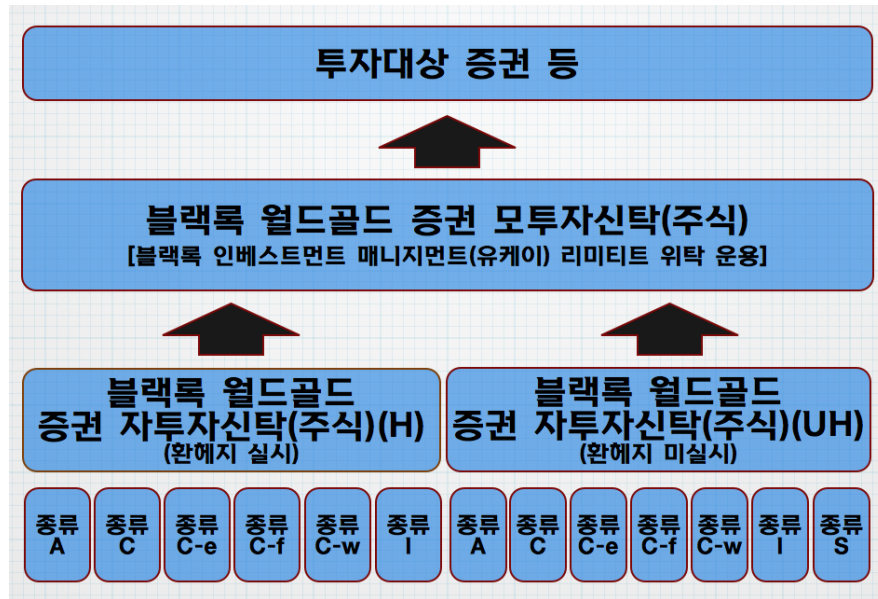 투자대상 증권 등
블랙록 월드골드 증권 모투자신탁(주식)
[블랙록 인베스트먼트 매니지먼트(유케이) 리미티트 위탁 운용]
블랙록 월드골드
증권 자투자신탁(주식)(H)
(환헤지 실시)
블랙록 월드골드
증권 자투자신탁(주식)(UH)
(환헤지 미실시)
종류
A
종류
C
종류
C-e
종류
C-f
종류
C-w
종류
I
종류
A
종류
C
종류
C-e
종류
C-f
종류
C-w
종류
I
종류
S